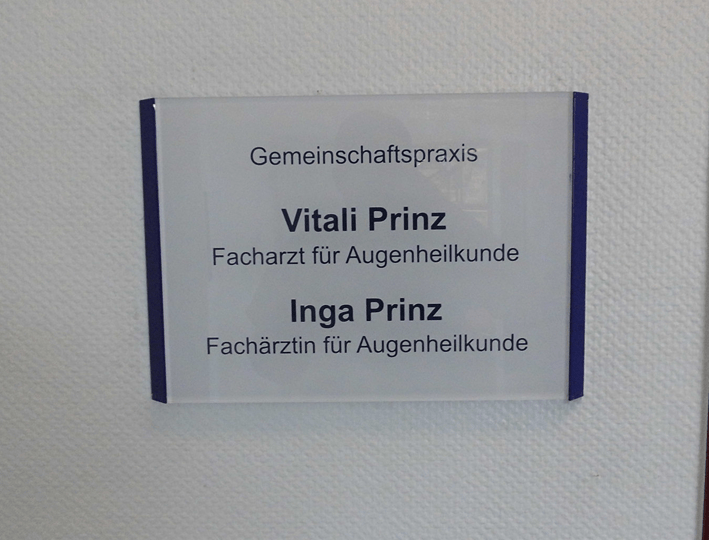 Gemeinschaftspraxis
Vitali Prinz
Facharzt für Augenheilkunde
Inga Prinz
Fachärztin für Augenheilkunde